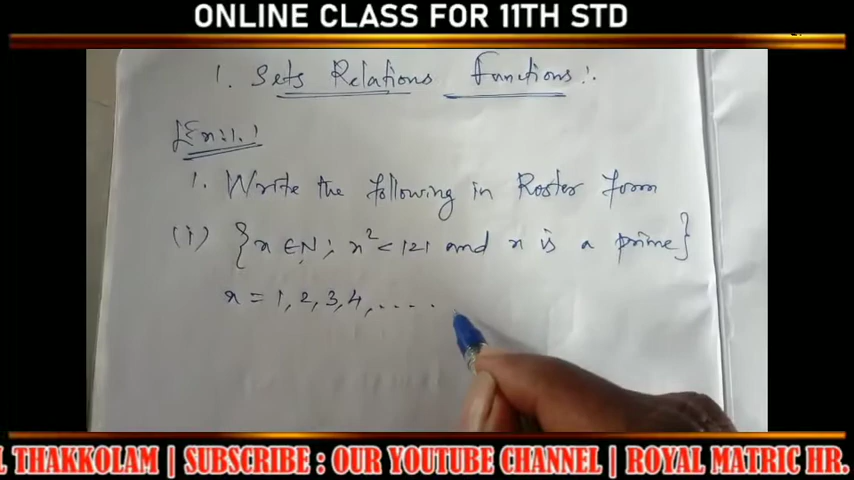 ONLINE CLASS FOR 11TH STD
1. Sets Relations Functions:.
Ex:1.1
1. Write the following in Roster form
(i) {x ∈ N; x² < 121 and x is a prime}
x = 1, 2, 3, 4, .....
L THAKKOLAM | SUBSCRIBE : OUR YOUTUBE CHANNEL | ROYAL MATRIC HR.